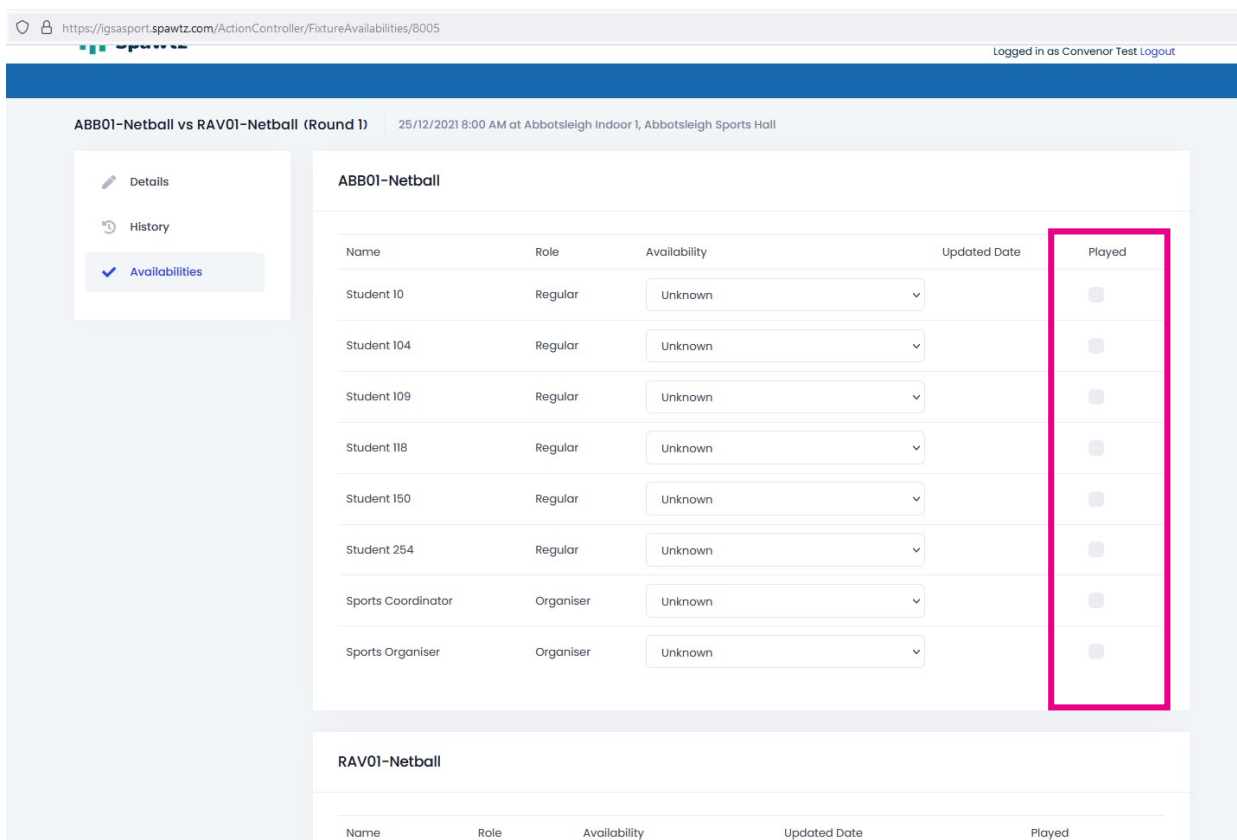 https://igsasport.spawtz.com/ActionController/FixtureAvailabilities/8005
Spawtz
Logged in as Convenor Test Logout
ABB01-Netball vs RAV01-Netball (Round 1) 25/12/2021 8:00 AM at Abbotsleigh Indoor 1, Abbotsleigh Sports Hall
Details
History
Availabilities
ABB01-Netball
Name Role Availability Updated Date Played
Student 10 Regular Unknown
Student 104 Regular Unknown
Student 109 Regular Unknown
Student 118 Regular Unknown
Student 150 Regular Unknown
Student 254 Regular Unknown
Sports Coordinator Organiser Unknown
Sports Organiser Organiser Unknown
RAV01-Netball
Name Role Availability Updated Date Played